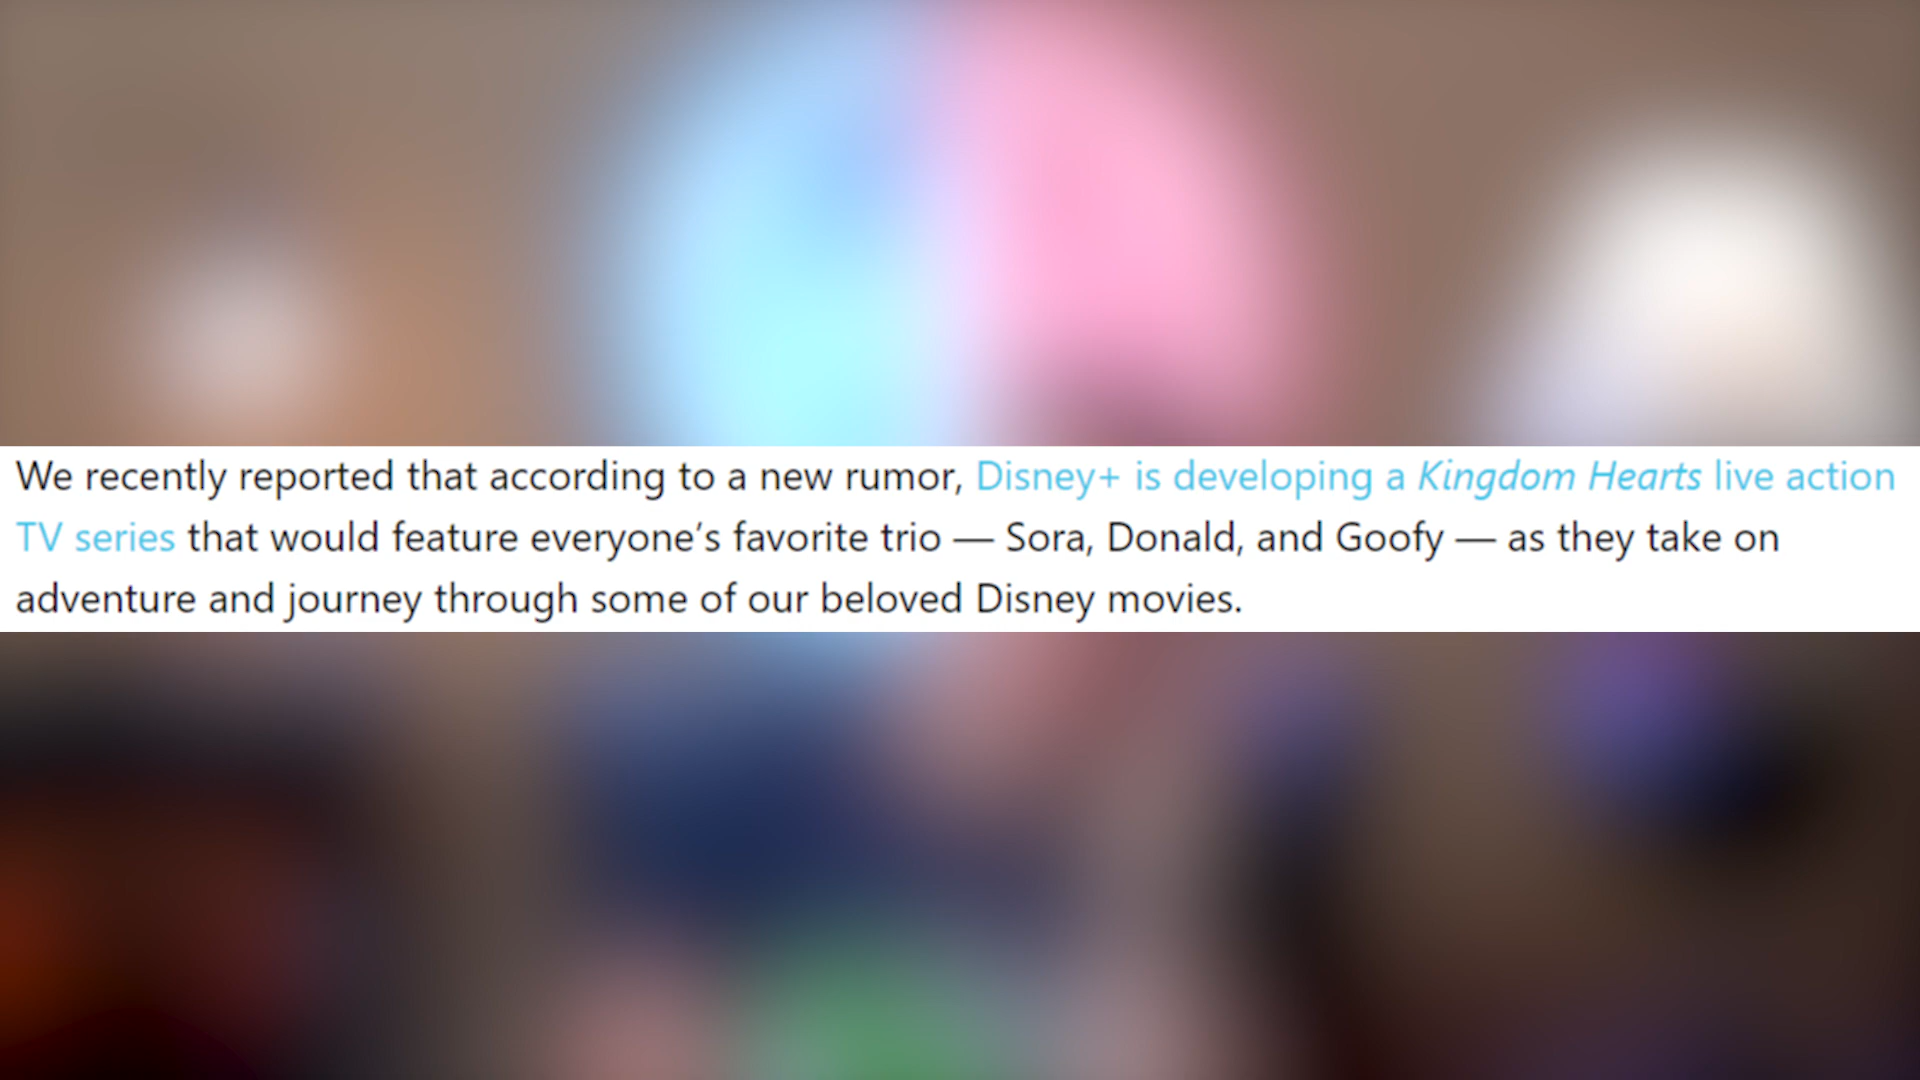 We recently reported that according to a new rumor, Disney+ is developing a Kingdom Hearts live action
TV series that would feature everyone’s favorite trio — Sora, Donald, and Goofy — as they take on
adventure and journey through some of our beloved Disney movies.